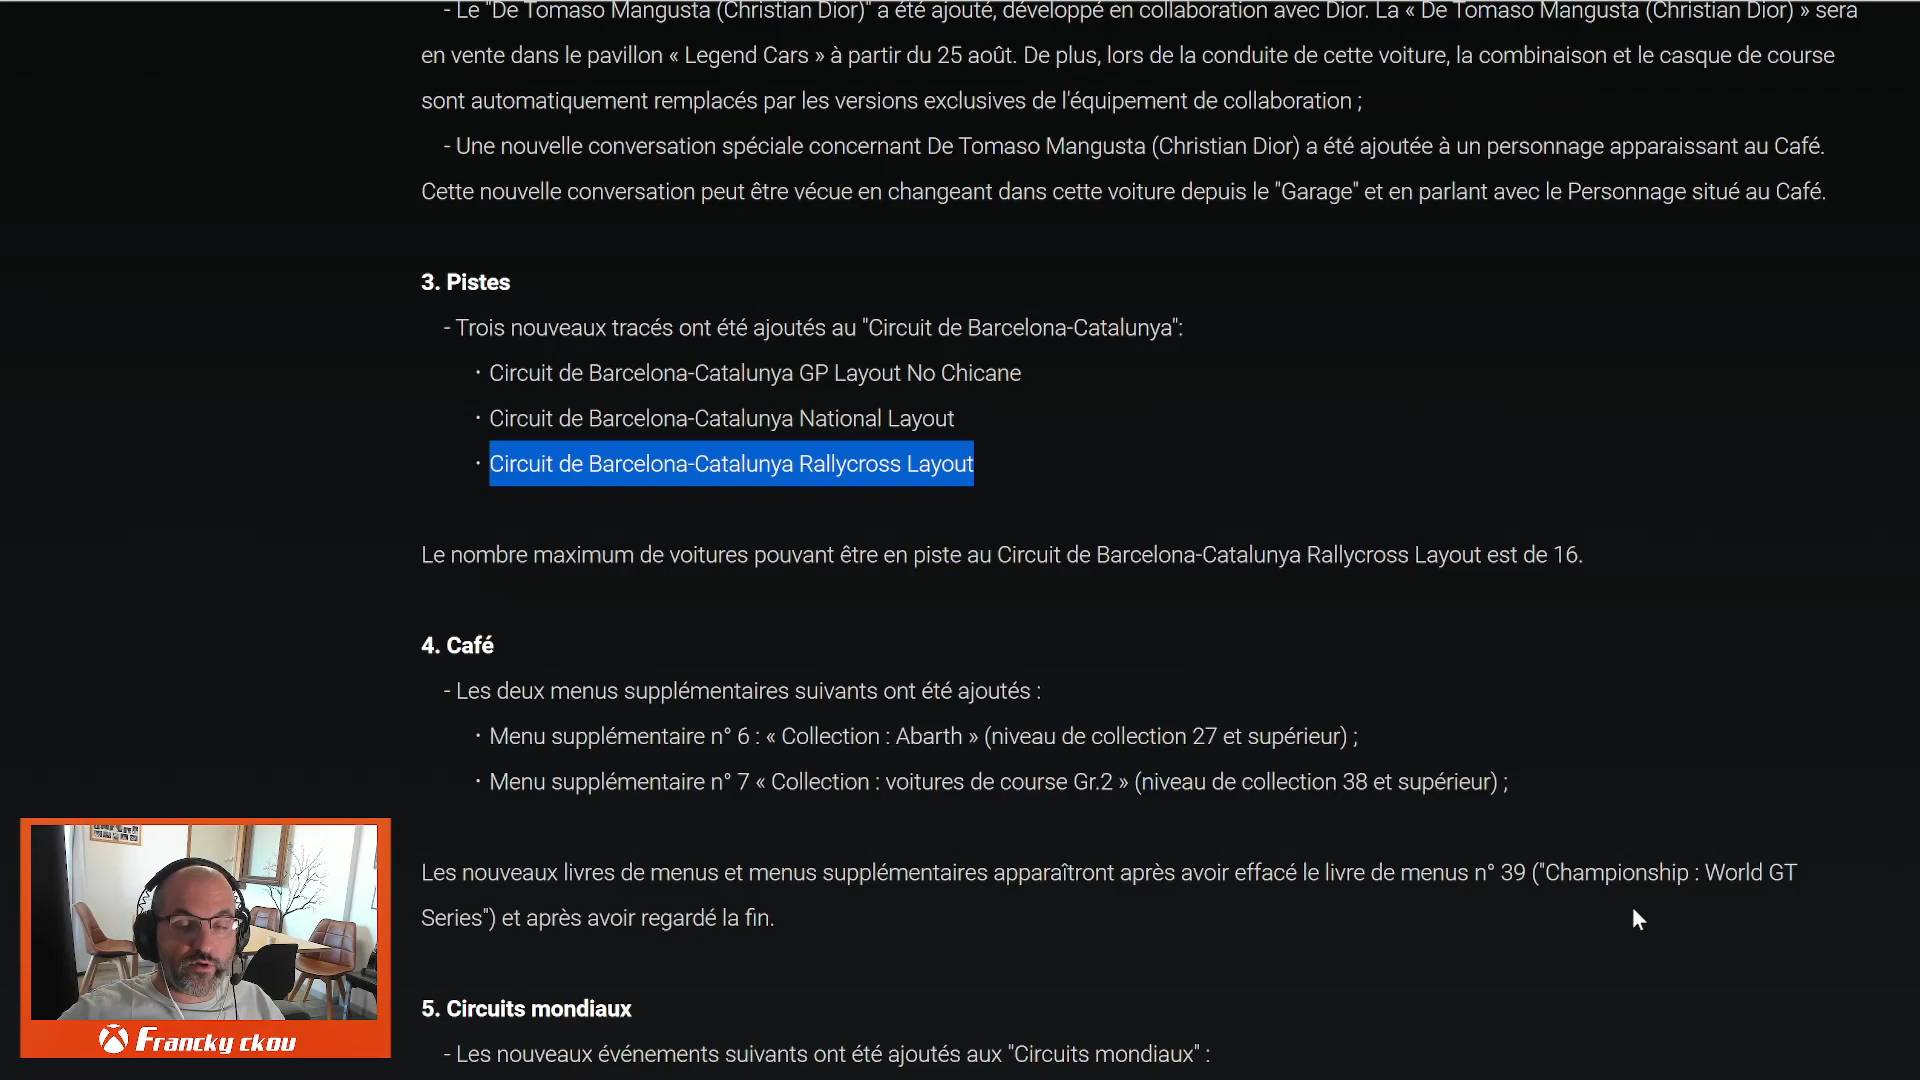 - Le "De Tomaso Mangusta (Christian Dior)" a été ajouté, développé en collaboration avec Dior. La « De Tomaso Mangusta (Christian Dior) » sera
en vente dans le pavillon « Legend Cars » à partir du 25 août. De plus, lors de la conduite de cette voiture, la combinaison et le casque de course
sont automatiquement remplacés par les versions exclusives de l'équipement de collaboration ;
- Une nouvelle conversation spéciale concernant De Tomaso Mangusta (Christian Dior) a été ajoutée à un personnage apparaissant au Café.
Cette nouvelle conversation peut être vécue en changeant dans cette voiture depuis le "Garage" et en parlant avec le Personnage situé au Café.
3. Pistes
- Trois nouveaux tracés ont été ajoutés au "Circuit de Barcelona-Catalunya":
・Circuit de Barcelona-Catalunya GP Layout No Chicane
・Circuit de Barcelona-Catalunya National Layout
・Circuit de Barcelona-Catalunya Rallycross Layout
Le nombre maximum de voitures pouvant être en piste au Circuit de Barcelona-Catalunya Rallycross Layout est de 16.
4. Café
- Les deux menus supplémentaires suivants ont été ajoutés :
・Menu supplémentaire n° 6 : « Collection : Abarth » (niveau de collection 27 et supérieur) ;
・Menu supplémentaire n° 7 « Collection : voitures de course Gr.2 » (niveau de collection 38 et supérieur) ;
Les nouveaux livres de menus et menus supplémentaires apparaîtront après avoir effacé le livre de menus n° 39 ("Championship : World GT
Series") et après avoir regardé la fin.
5. Circuits mondiaux
- Les nouveaux événements suivants ont été ajoutés aux "Circuits mondiaux" :
Francky ckou